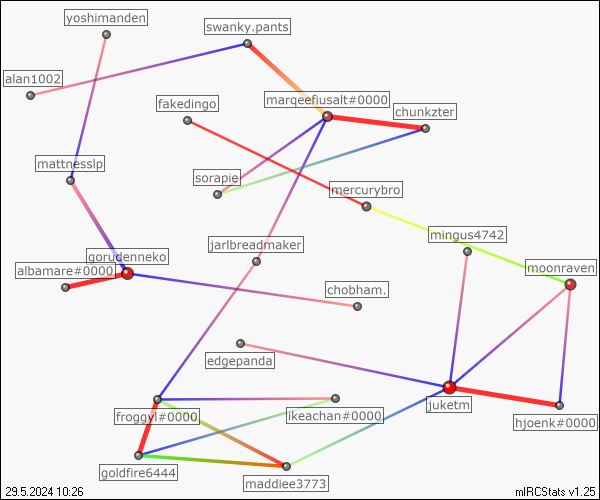 yoshimanden
swanky.pants
alan1002
marqeefiusalt#0000
fakedingo
chunkzter
mattnesslp
sorapie
mercurybro
mingus4742
jarlbreadmaker
gorudenneko
albamare#0000
moonraven
chobham.
edgepanda
juketm
froggyl#0000
ikeachan#0000
hjoenk#0000
goldfire6444
maddiee3773
29.5.2024 10:26
mIRCStats v1.25